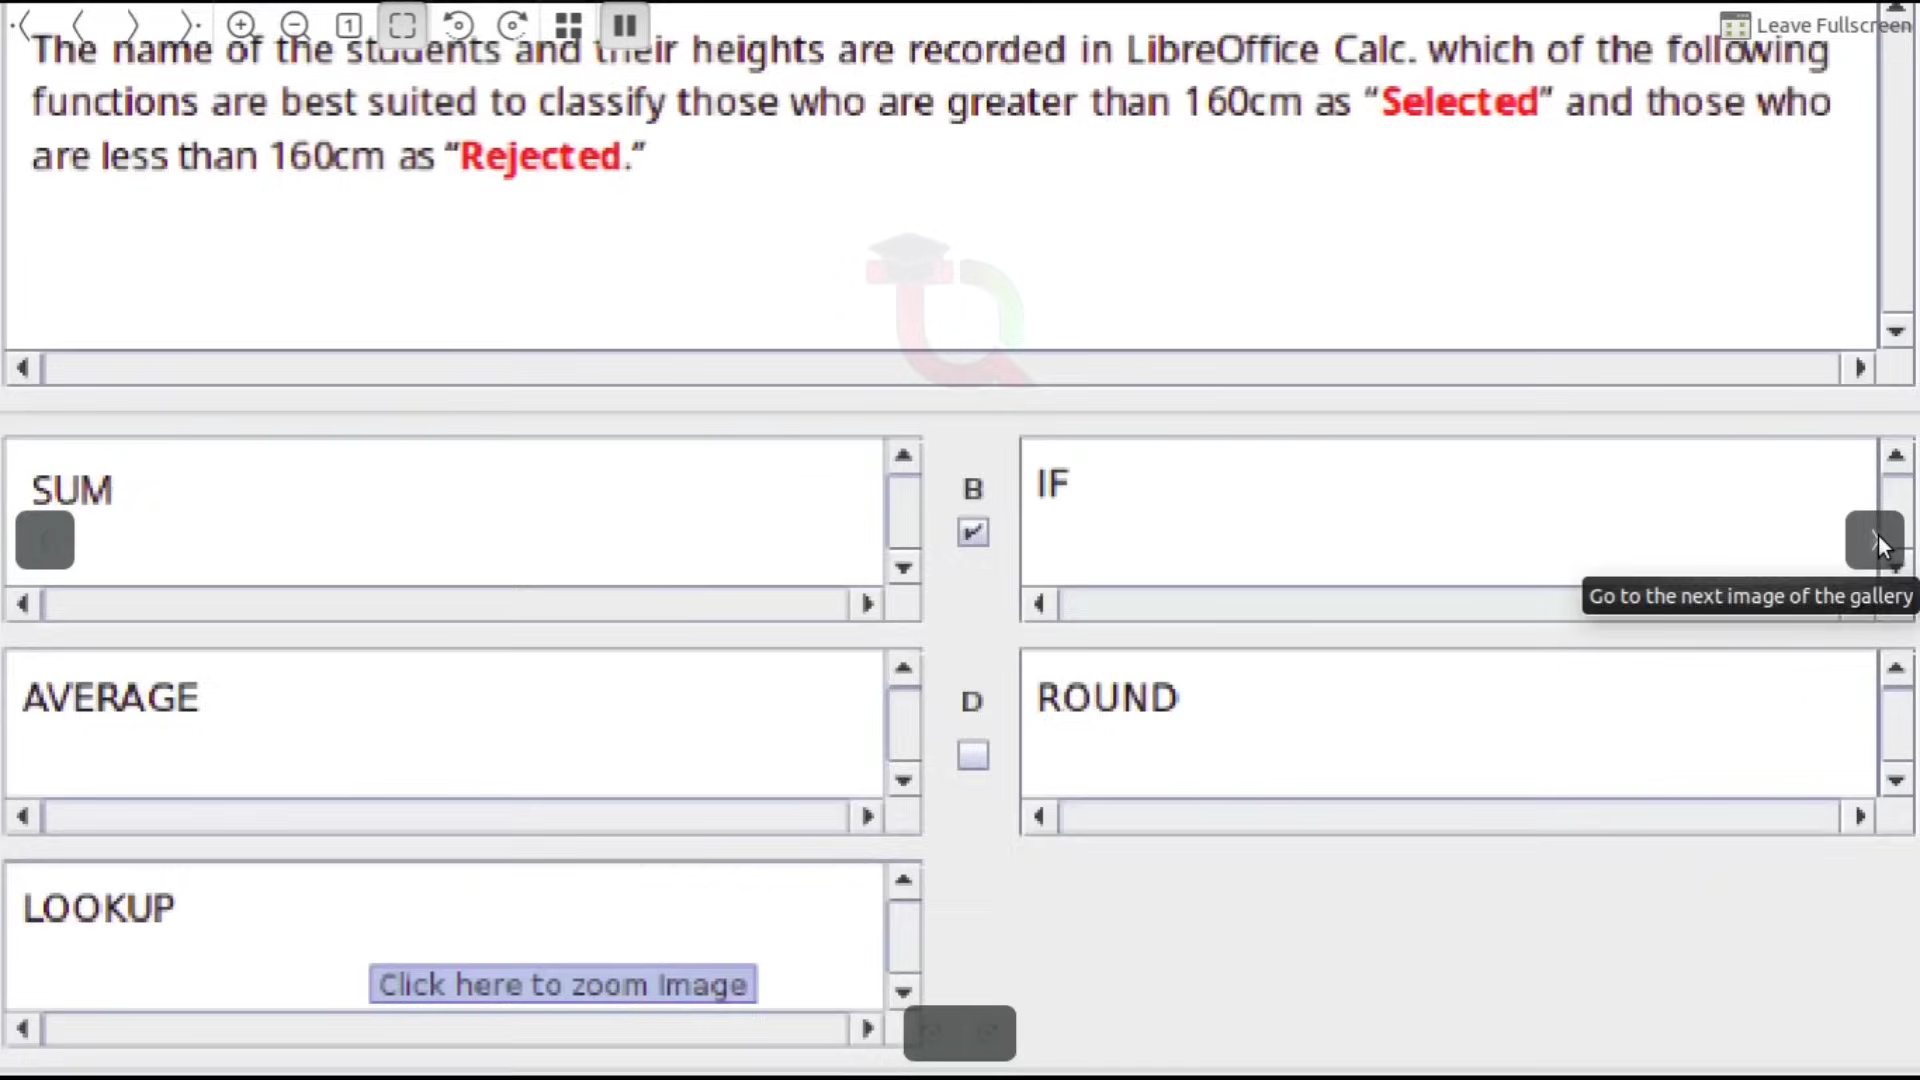 1
Leave Fullscreen
The name of the students and their heights are recorded in LibreOffice Calc. which of the following
functions are best suited to classify those who are greater than 160cm as “Selected” and those who
are less than 160cm as “Rejected.”
SUM
B
IF
Go to the next image of the gallery
AVERAGE
D
ROUND
LOOKUP
Click here to zoom Image